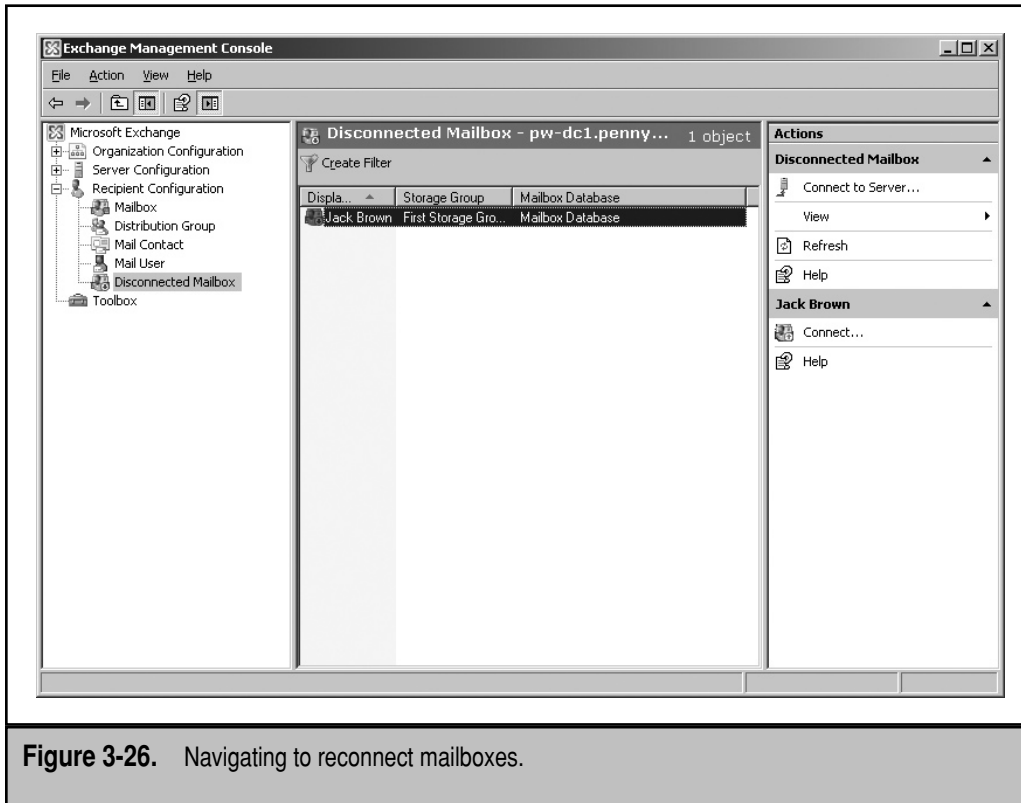 Exchange Management Console
File Action View Help
Microsoft Exchange
Organization Configuration
Server Configuration
Recipient Configuration
Mailbox
Distribution Group
Mail Contact
Mail User
Disconnected Mailbox
Toolbox
Disconnected Mailbox - pw-dc1.penny... 1 object
Create Filter
Displa... Storage Group Mailbox Database
Jack Brown First Storage Gro... Mailbox Database
Actions
Disconnected Mailbox
Connect to Server...
View
Refresh
Help
Jack Brown
Connect...
Help
Figure 3-26. Navigating to reconnect mailboxes.